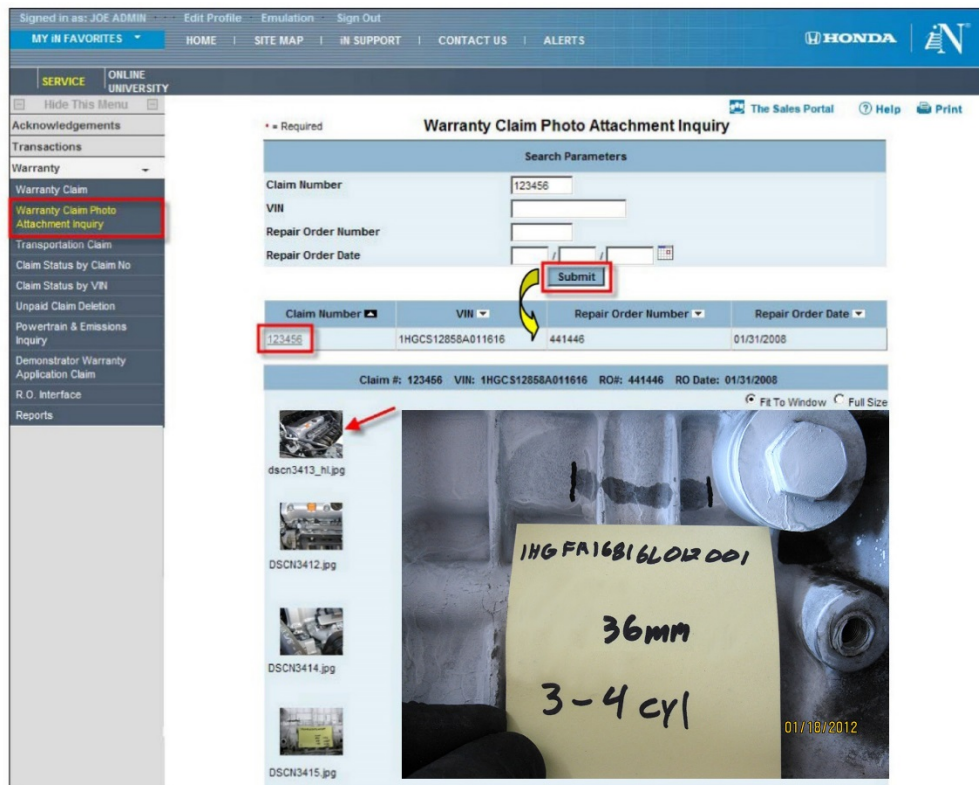 Signed in as: JOE ADMIN
Edit Profile
Emulation
Sign Out
MY iN FAVORITES
HOME | SITE MAP | iN SUPPORT | CONTACT US | ALERTS
HONDA
iN
SERVICE
ONLINE UNIVERSITY
Hide This Menu
Acknowledgements
Transactions
Warranty
Warranty Claim
Warranty Claim Photo
Attachment Inquiry
Transportation Claim
Claim Status by Claim No
Claim Status by VIN
Unpaid Claim Deletion
Powertrain & Emissions
Inquiry
Demonstrator Warranty
Application Claim
R.O. Interface
Reports
The Sales Portal
Help
Print
• = Required
Warranty Claim Photo Attachment Inquiry
Search Parameters
Claim Number 123456
VIN
Repair Order Number
Repair Order Date / /
Submit
Claim Number VIN Repair Order Number Repair Order Date
123456 1HGCS12858A011616 441446 01/31/2008
Claim #: 123456 VIN: 1HGCS12858A011616 RO#: 441446 RO Date: 01/31/2008
Fit To Window Full Size
dscn3413_hl.jpg
DSCN3412.jpg
DSCN3414.jpg
DSCN3415.jpg
1HGFA16816L012001
36mm
3-4 cyl
01/18/2012